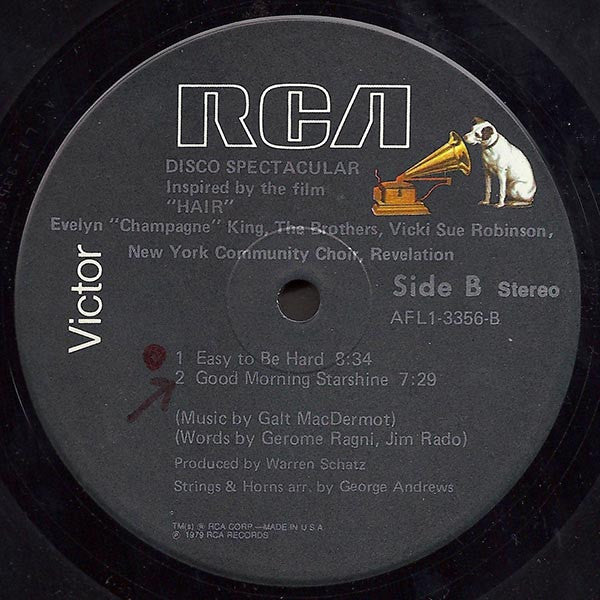 RCA
DISCO SPECTACULAR
Inspired by the film
"HAIR"
Evelyn "Champagne" King, The Brothers, Vicki Sue Robinson,
New York Community Choir, Revelation
Victor
Side B Stereo
AFL1-3356-B
1 Easy to Be Hard 8:34
2 Good Morning Starshine 7:29
(Music by Galt MacDermot)
(Words by Gerome Ragni, Jim Rado)
Produced by Warren Schatz
Strings & Horns arr. by George Andrews
TM(s) ® RCA CORP.—MADE IN U.S.A.
℗ 1979 RCA RECORDS